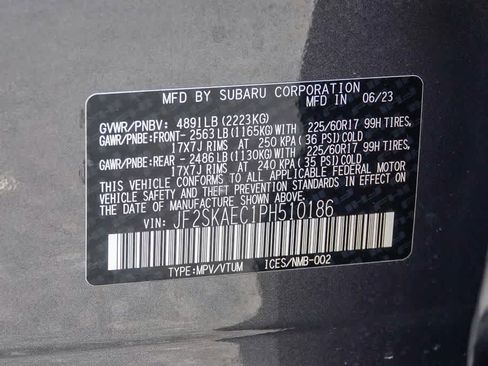 MFD BY SUBARU CORPORATION
MFD IN 06/23
GVWR/PNBV: 4891LB(2223KG)
GAWR/PNBE:FRONT- 2563LB(1165KG)WITH 225/60R17 99H TIRES,
17x7J RIMS AT 250 KPA (36 PSI)COLD
GAWR/PNBE:REAR - 2486LB(1130KG)WITH 225/60R17 99H TIRES,
17x7J RIMS AT 240 KPA(35 PSI)COLD
THIS VEHICLE CONFORMS TO ALL APPLICABLE FEDERAL MOTOR
VEHICLE SAFETY AND THEFT PREVENTION STANDARDS IN EFFECT
ON THE DATE OF MANUFACTURE SHOWN ABOVE.
VIN: JF2SKAEC1PH510186
TYPE:MPV/VTUM ICES/NMB-002